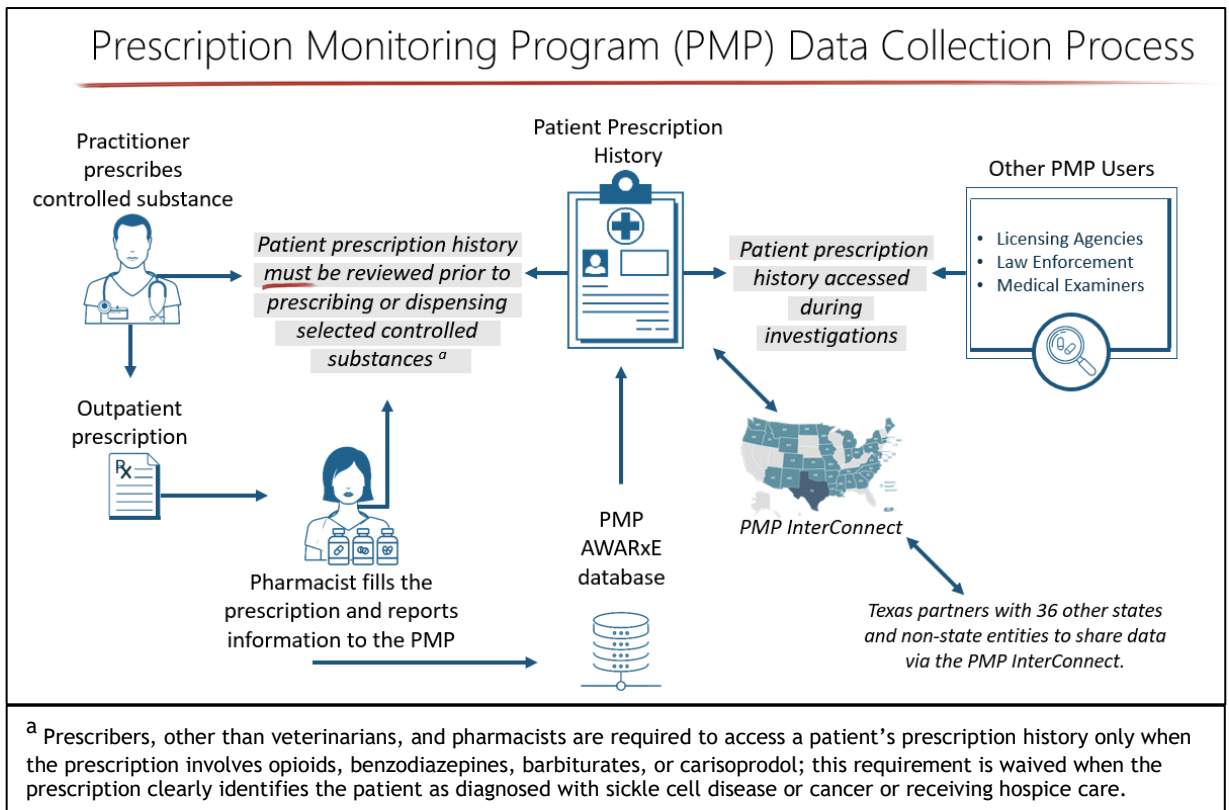 Prescription Monitoring Program (PMP) Data Collection Process
Practitioner
prescribes
controlled substance
Patient prescription history
must be reviewed prior to
prescribing or dispensing
selected controlled
substances a
Patient Prescription
History
Patient prescription
history accessed
during
investigations
Other PMP Users
• Licensing Agencies
• Law Enforcement
• Medical Examiners
Outpatient
prescription
Rx
Pharmacist fills the
prescription and reports
information to the PMP
PMP
AWARxE
database
PMP InterConnect
Texas partners with 36 other states
and non-state entities to share data
via the PMP InterConnect.
a Prescribers, other than veterinarians, and pharmacists are required to access a patient’s prescription history only when
the prescription involves opioids, benzodiazepines, barbiturates, or carisoprodol; this requirement is waived when the
prescription clearly identifies the patient as diagnosed with sickle cell disease or cancer or receiving hospice care.